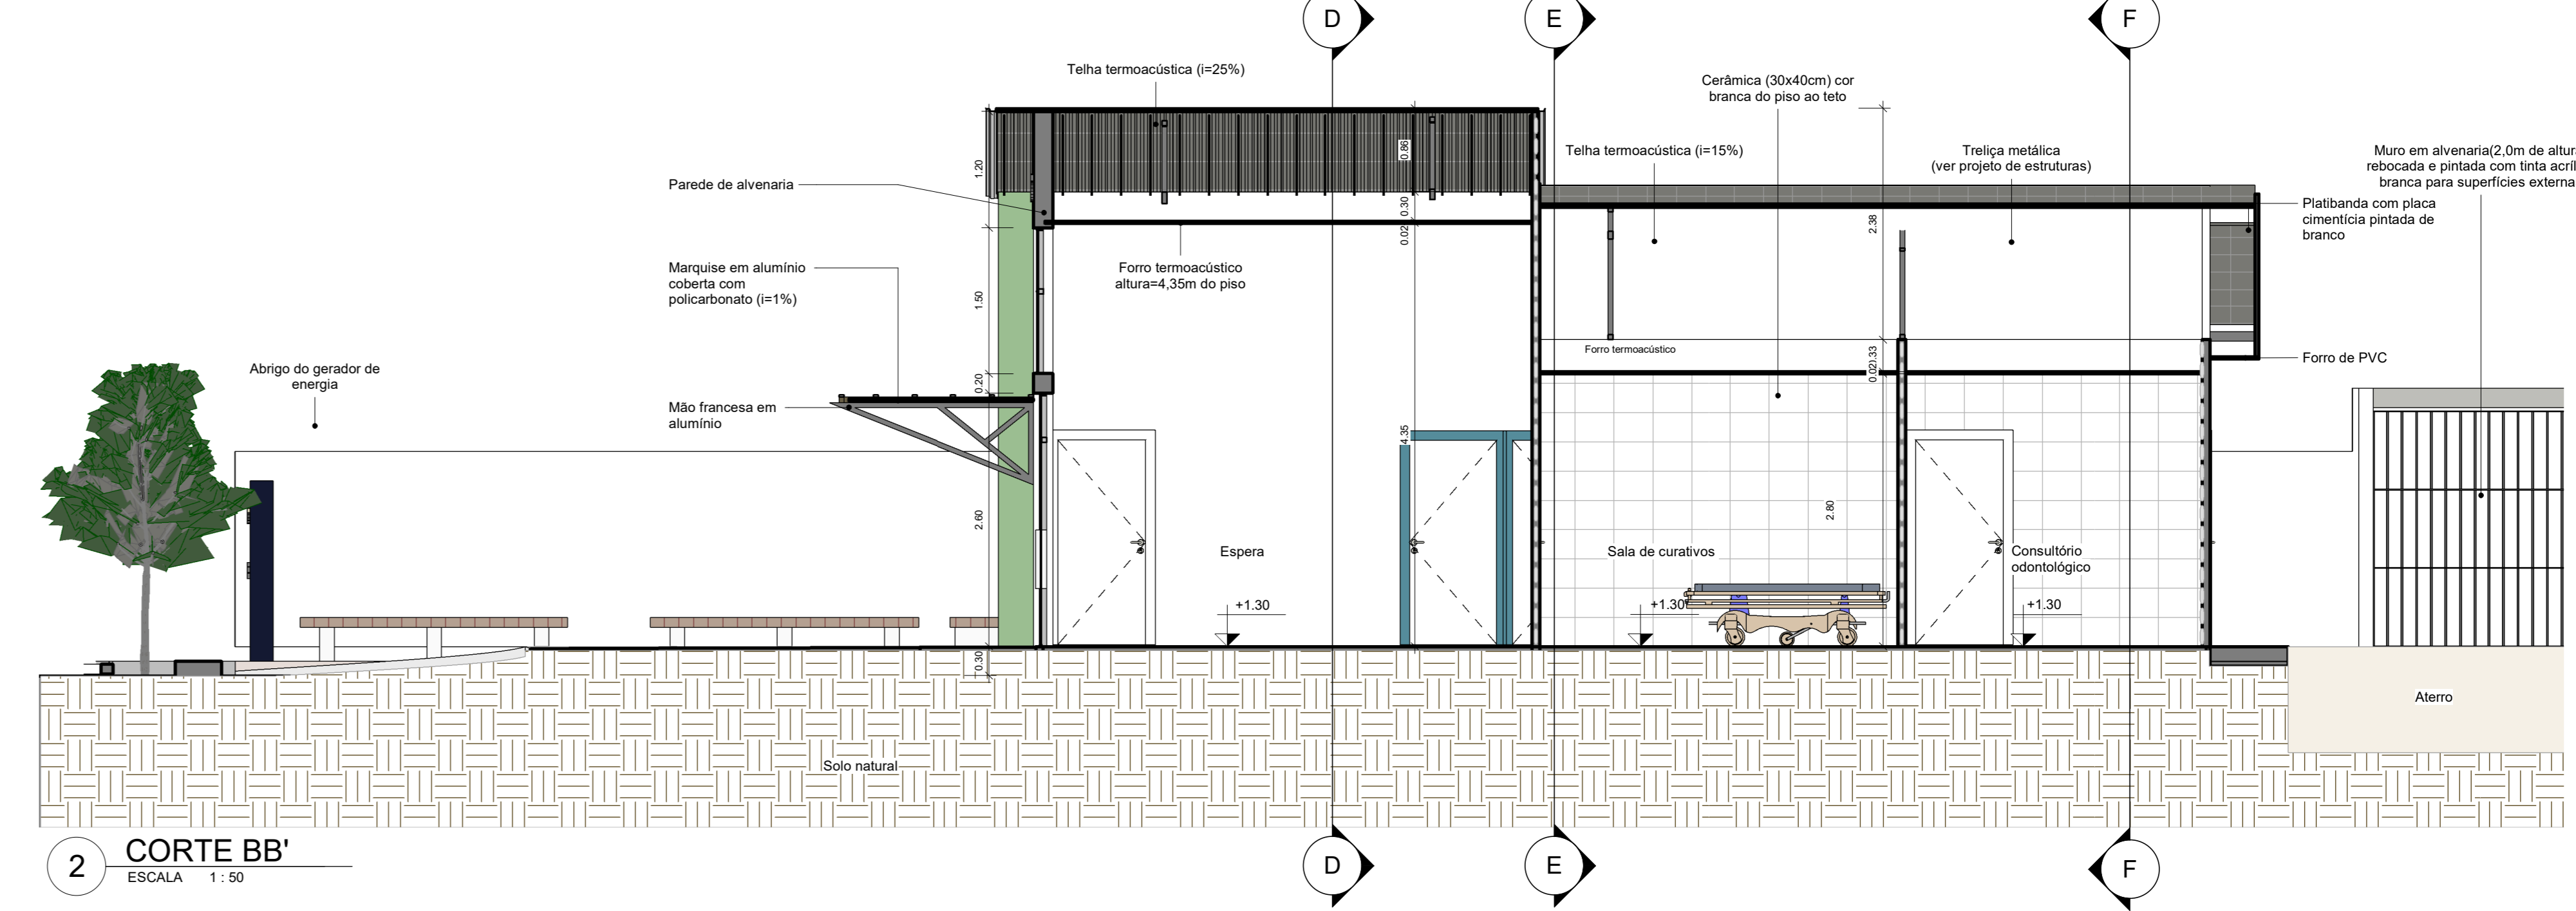 D
E
F
Telha termoacústica (i=25%)
Cerâmica (30x40cm) cor
branca do piso ao teto
Telha termoacústica (i=15%)
Treliça metálica
(ver projeto de estruturas)
Muro em alvenaria(2,0m de altur
rebocada e pintada com tinta acríl
branca para superfícies externa
Parede de alvenaria
Platibanda com placa
cimentícia pintada de
branco
Marquise em alumínio
coberta com
policarbonato (i=1%)
Forro termoacústico
altura=4,35m do piso
Forro termoacústico
Forro de PVC
Abrigo do gerador de
energia
Mão francesa em
alumínio
1.20
1.50
0.20
2.60
0.30
0.86
0.30
0.02
4.35
2.38
0.33
0.02
2.80
Espera
+1.30
Sala de curativos
+1.30
Consultório
odontológico
+1.30
Aterro
Solo natural
2
CORTE BB'
ESCALA 1 : 50
D
E
F